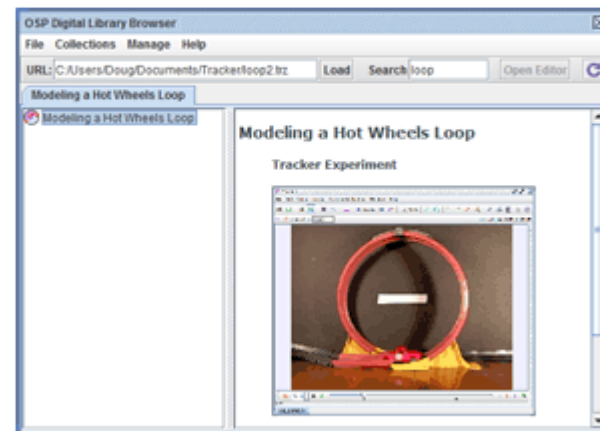 OSP Digital Library Browser
File Collections Manage Help
URL: C:/Users/Doug/Documents/Tracker/loop2.trz Load Search loop Open Editor
Modeling a Hot Wheels Loop
Modeling a Hot Wheels Loop
Modeling a Hot Wheels Loop
Tracker Experiment